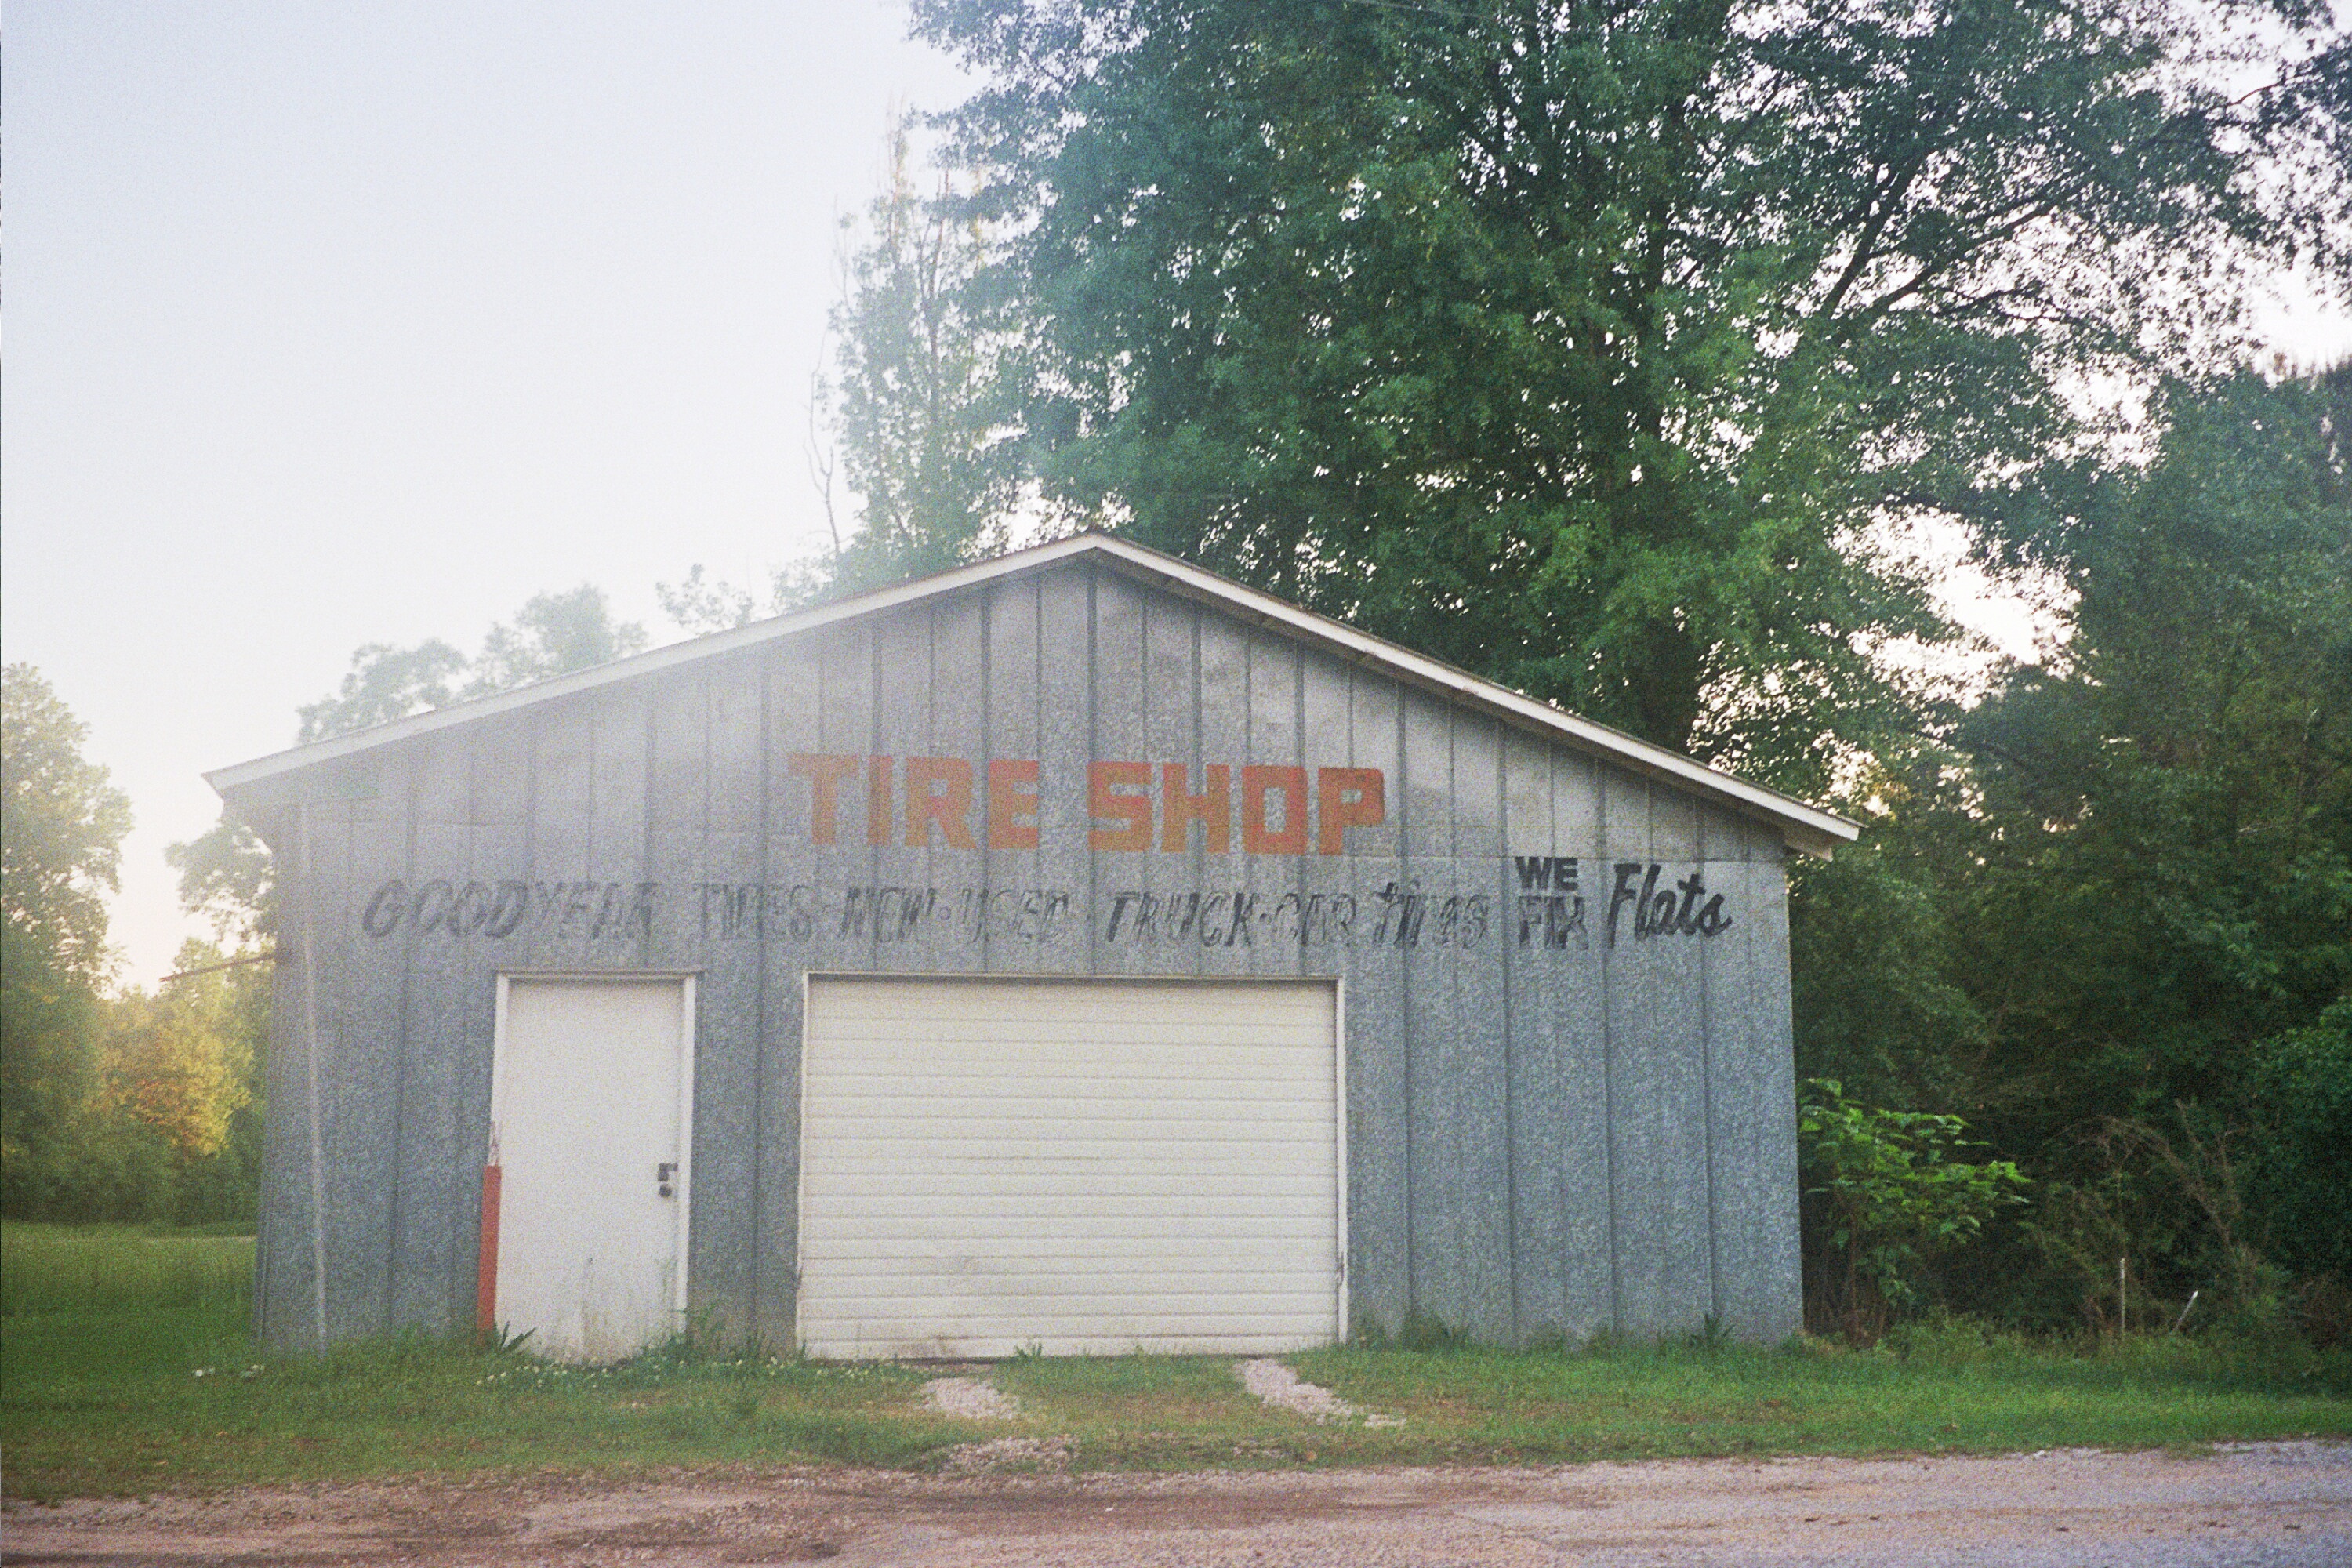 TIRE SHOP
GOODYEAR TIRES-NEW-USED TRUCK-CAR TIRES
WE
FIX Flats